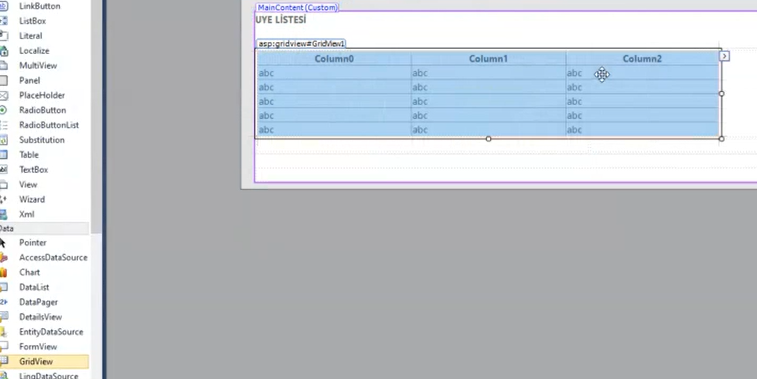 LinkButton
ListBox
Literal
Localize
MultiView
Panel
PlaceHolder
RadioButton
RadioButtonList
Substitution
Table
TextBox
View
Wizard
Xml
Data
Pointer
AccessDataSource
Chart
DataList
DataPager
DetailsView
EntityDataSource
FormView
GridView
LinqDataSource
MainContent (Custom)
UYE LİSTESİ
asp:gridview#GridView1
Column0 Column1 Column2
abc abc abc
abc abc abc
abc abc abc
abc abc abc
abc abc abc